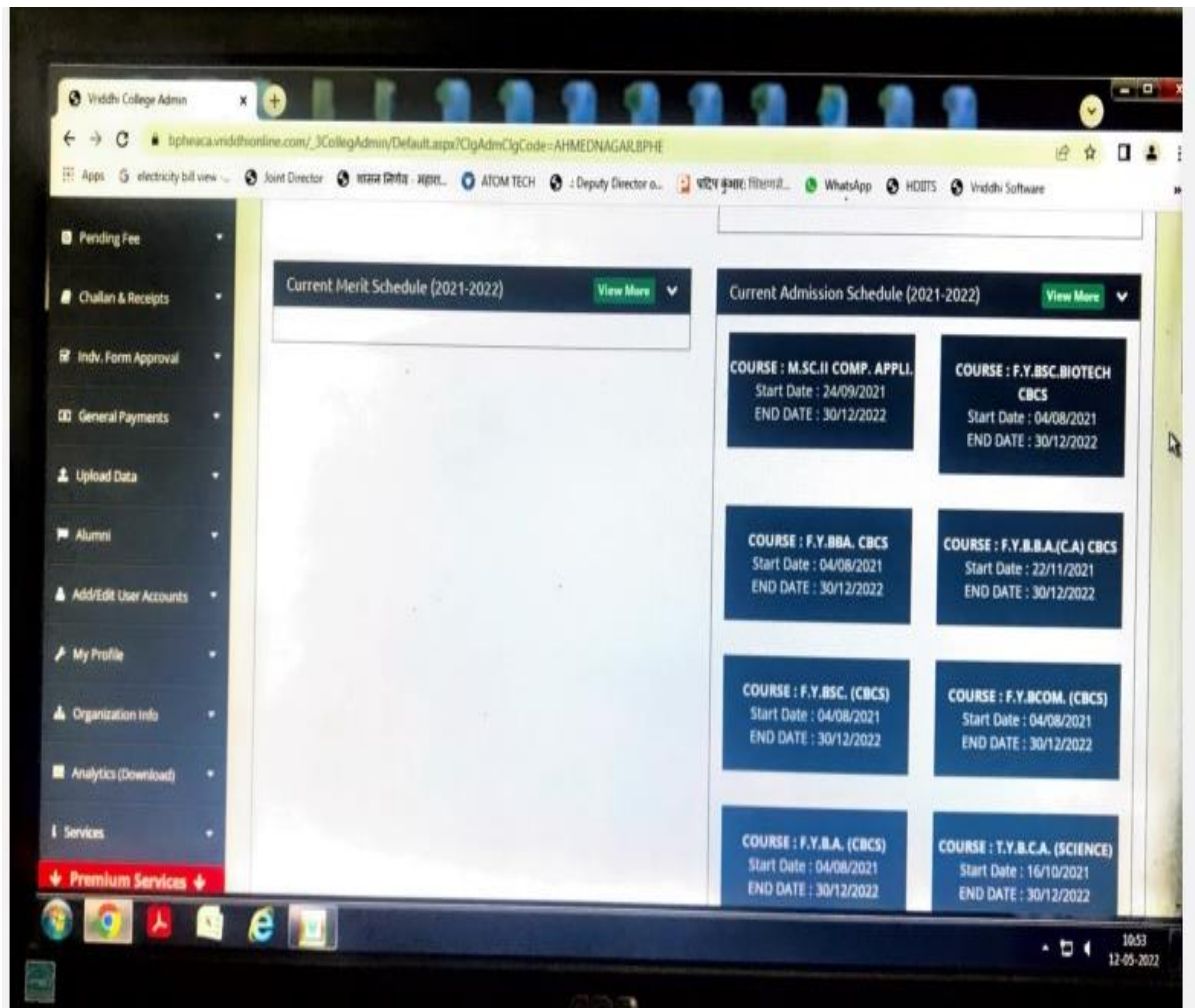 Vriddhi College Admin
bpheaca.vriddhionline.com/_3CollegAdmin/Default.aspx?ClgAdmClgCode=AHMEDNAGAR,BPHE
Apps electricity bill view Joint Director शासन निर्णय - महारा... ATOM TECH : Deputy Director o... WhatsApp Vriddhi Software
Pending Fee
Challan & Receipts
Indv. Form Approval
General Payments
Upload Data
Alumni
Add/Edit User Accounts
My Profile
Organization Info
Analytics (Download)
Services
Premium Services
Current Merit Schedule (2021-2022) View More
Current Admission Schedule (2021-2022) View More
COURSE : M.SC.II COMP. APPLI.
Start Date : 24/09/2021
END DATE : 30/12/2022
COURSE : F.Y.BSC.BIOTECH
CBCS
Start Date : 04/08/2021
END DATE : 30/12/2022
COURSE : F.Y.BBA. CBCS
Start Date : 04/08/2021
END DATE : 30/12/2022
COURSE : F.Y.B.B.A.(C.A) CBCS
Start Date : 22/11/2021
END DATE : 30/12/2022
COURSE : F.Y.BSC. (CBCS)
Start Date : 04/08/2021
END DATE : 30/12/2022
COURSE : F.Y.BCOM. (CBCS)
Start Date : 04/08/2021
END DATE : 30/12/2022
COURSE : F.Y.B.A. (CBCS)
Start Date : 04/08/2021
END DATE : 30/12/2022
COURSE : T.Y.B.C.A. (SCIENCE)
Start Date : 16/10/2021
END DATE : 30/12/2022
10:53
12-05-2022